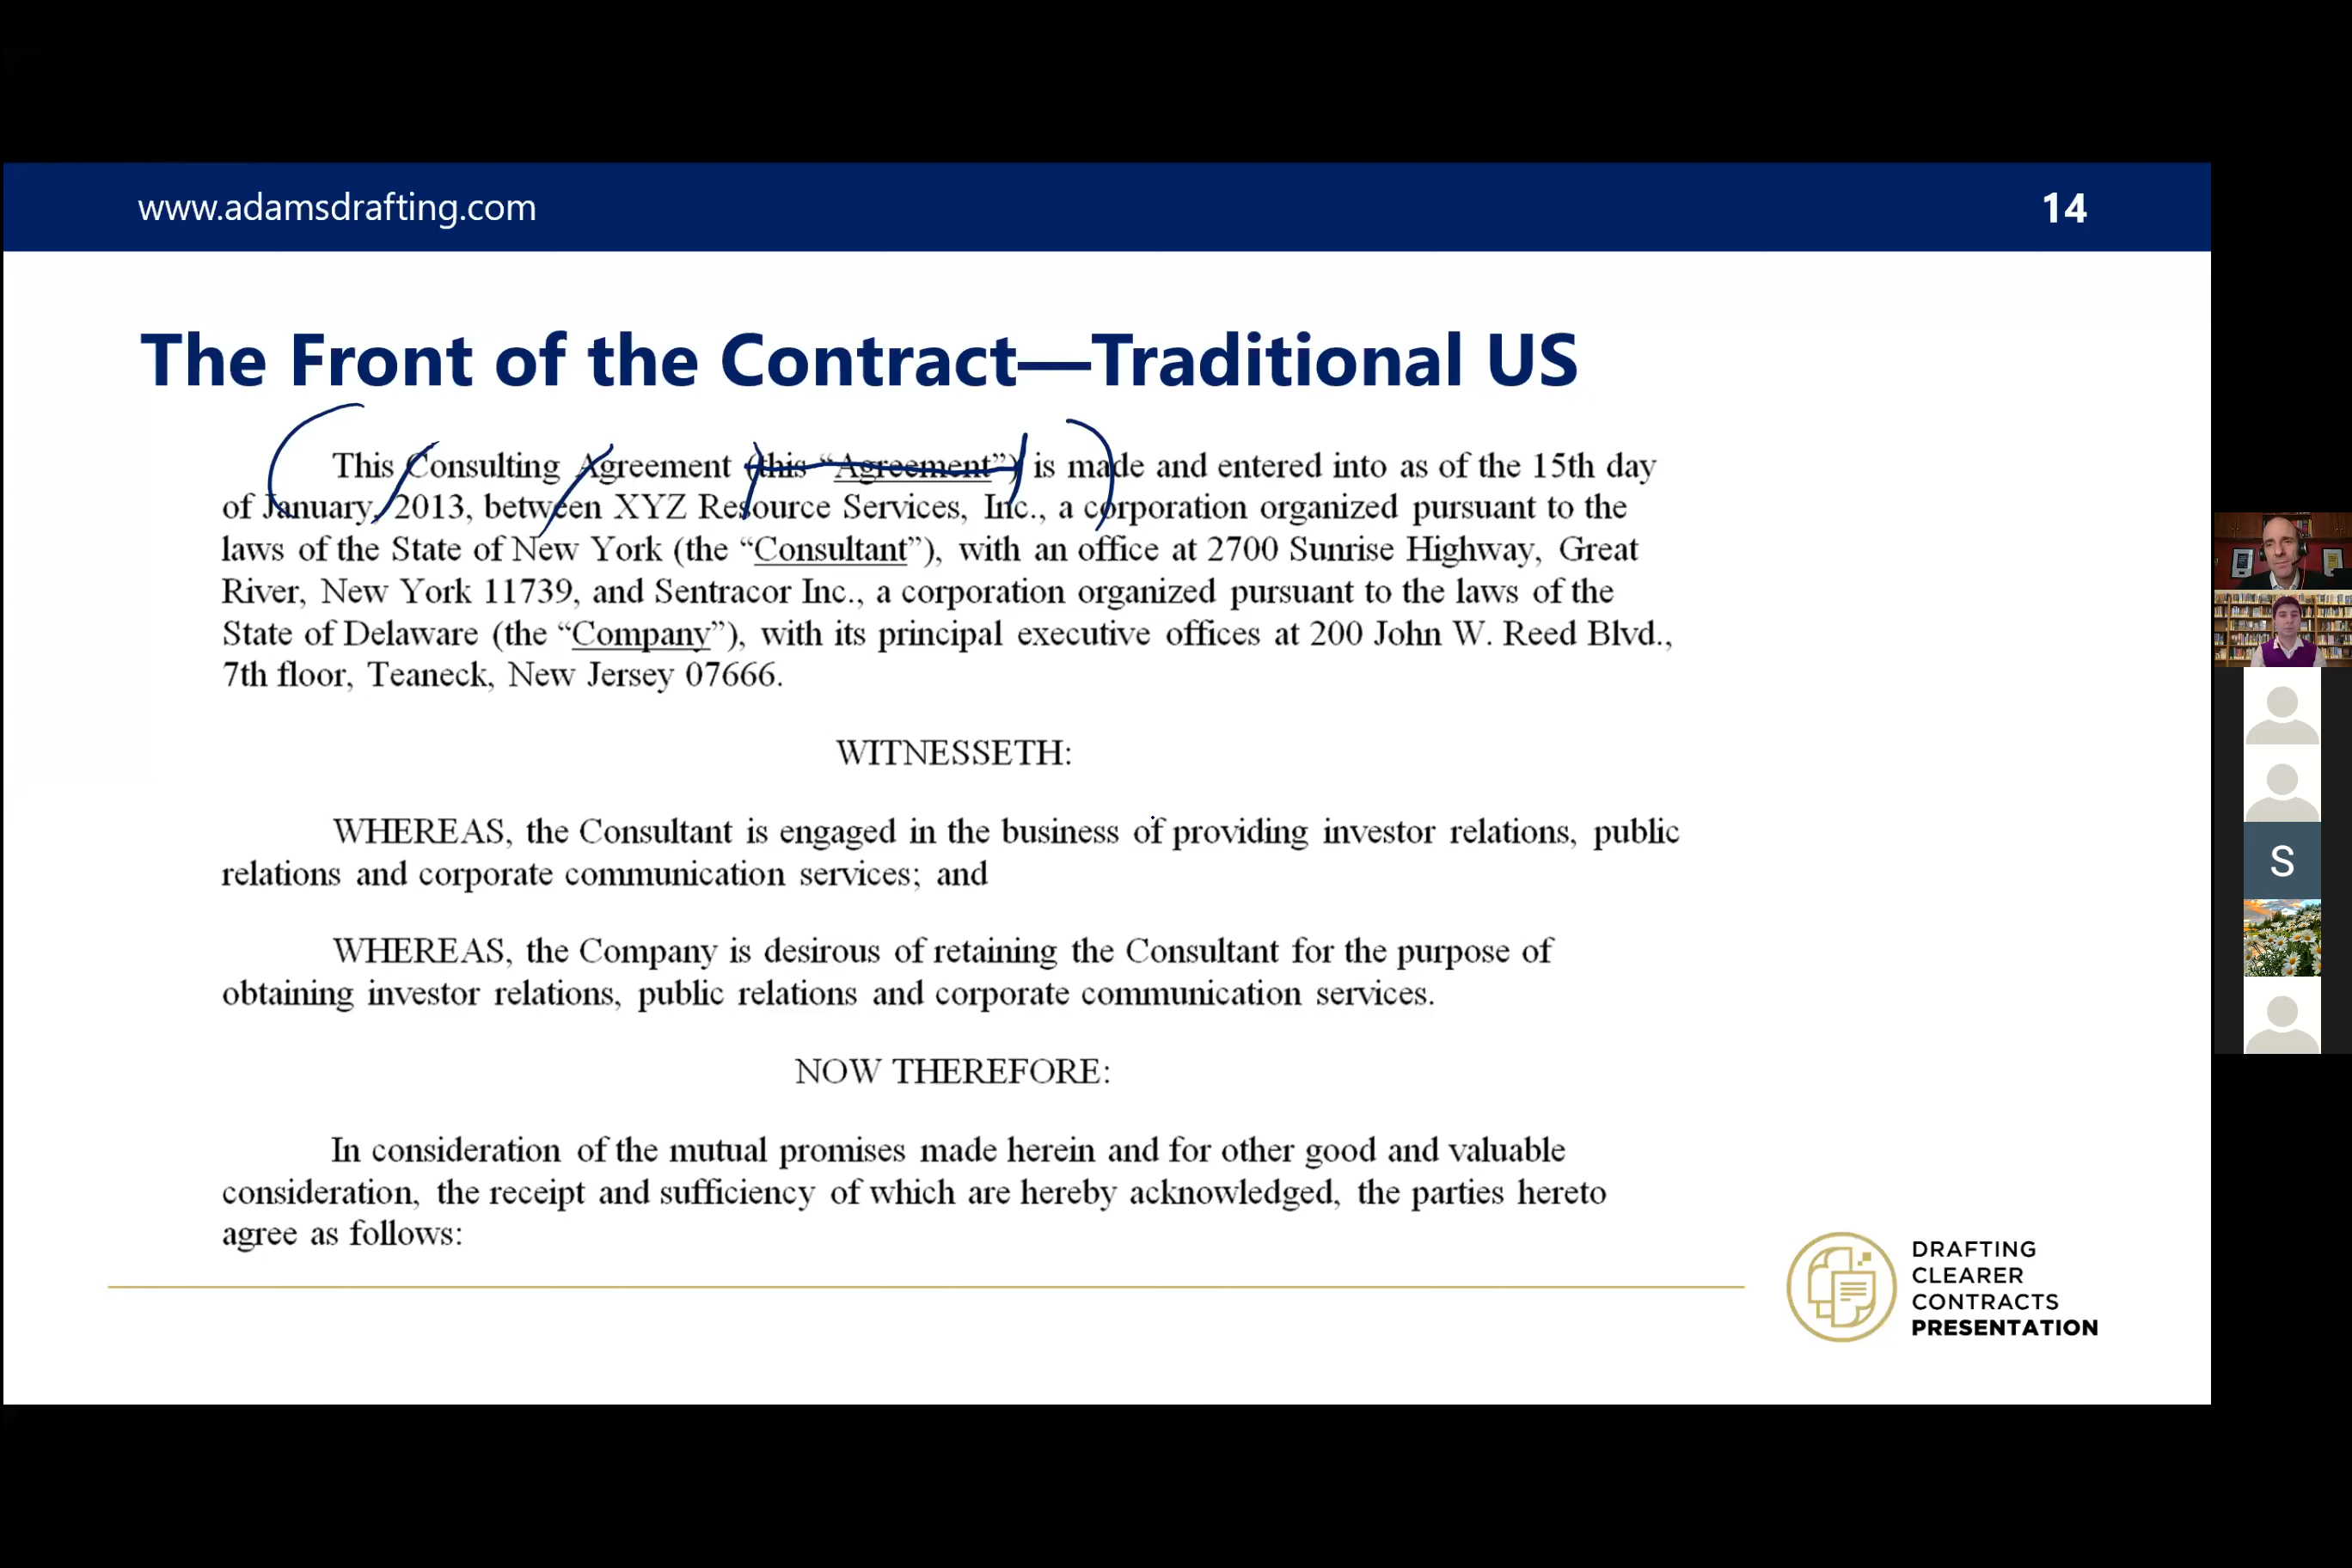 www.adamsdrafting.com
14
The Front of the Contract—Traditional US
This Consulting Agreement (this “Agreement”) is made and entered into as of the 15th day
of January, 2013, between XYZ Resource Services, Inc., a corporation organized pursuant to the
laws of the State of New York (the “Consultant”), with an office at 2700 Sunrise Highway, Great
River, New York 11739, and Sentracor Inc., a corporation organized pursuant to the laws of the
State of Delaware (the “Company”), with its principal executive offices at 200 John W. Reed Blvd.,
7th floor, Teaneck, New Jersey 07666.
WITNESSETH:
WHEREAS, the Consultant is engaged in the business of providing investor relations, public
relations and corporate communication services; and
WHEREAS, the Company is desirous of retaining the Consultant for the purpose of
obtaining investor relations, public relations and corporate communication services.
NOW THEREFORE:
In consideration of the mutual promises made herein and for other good and valuable
consideration, the receipt and sufficiency of which are hereby acknowledged, the parties hereto
agree as follows:
DRAFTING
CLEARER
CONTRACTS
PRESENTATION
S